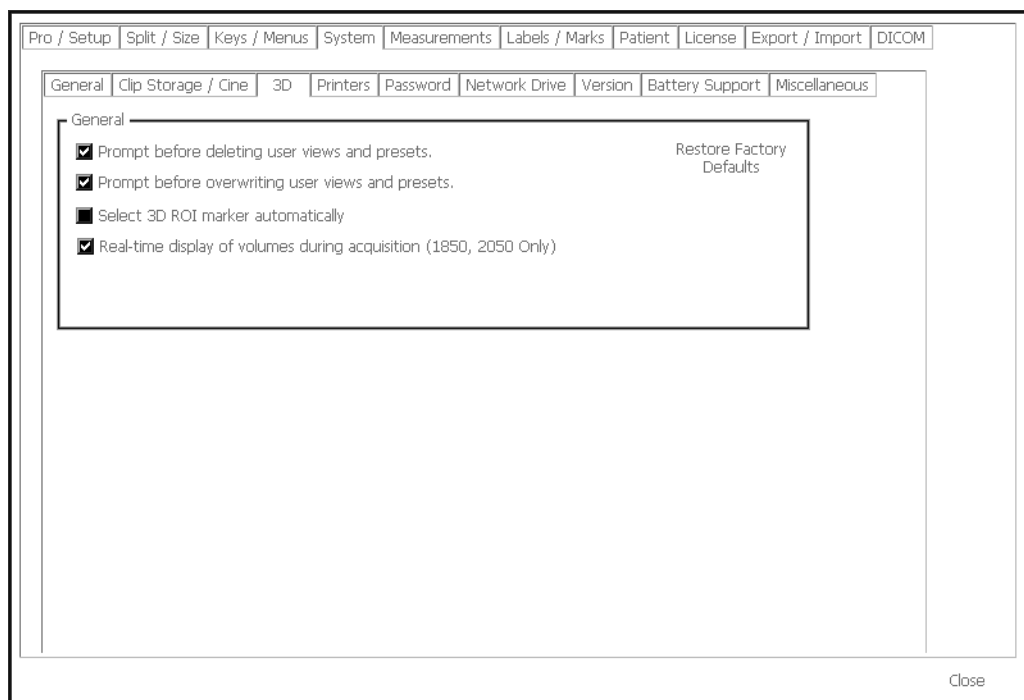 Pro / Setup Split / Size Keys / Menus System Measurements Labels / Marks Patient License Export / Import DICOM
General Clip Storage / Cine 3D Printers Password Network Drive Version Battery Support Miscellaneous
General
Prompt before deleting user views and presets.
Prompt before overwriting user views and presets.
Select 3D ROI marker automatically
Real-time display of volumes during acquisition (1850, 2050 Only)
Restore Factory
Defaults
Close